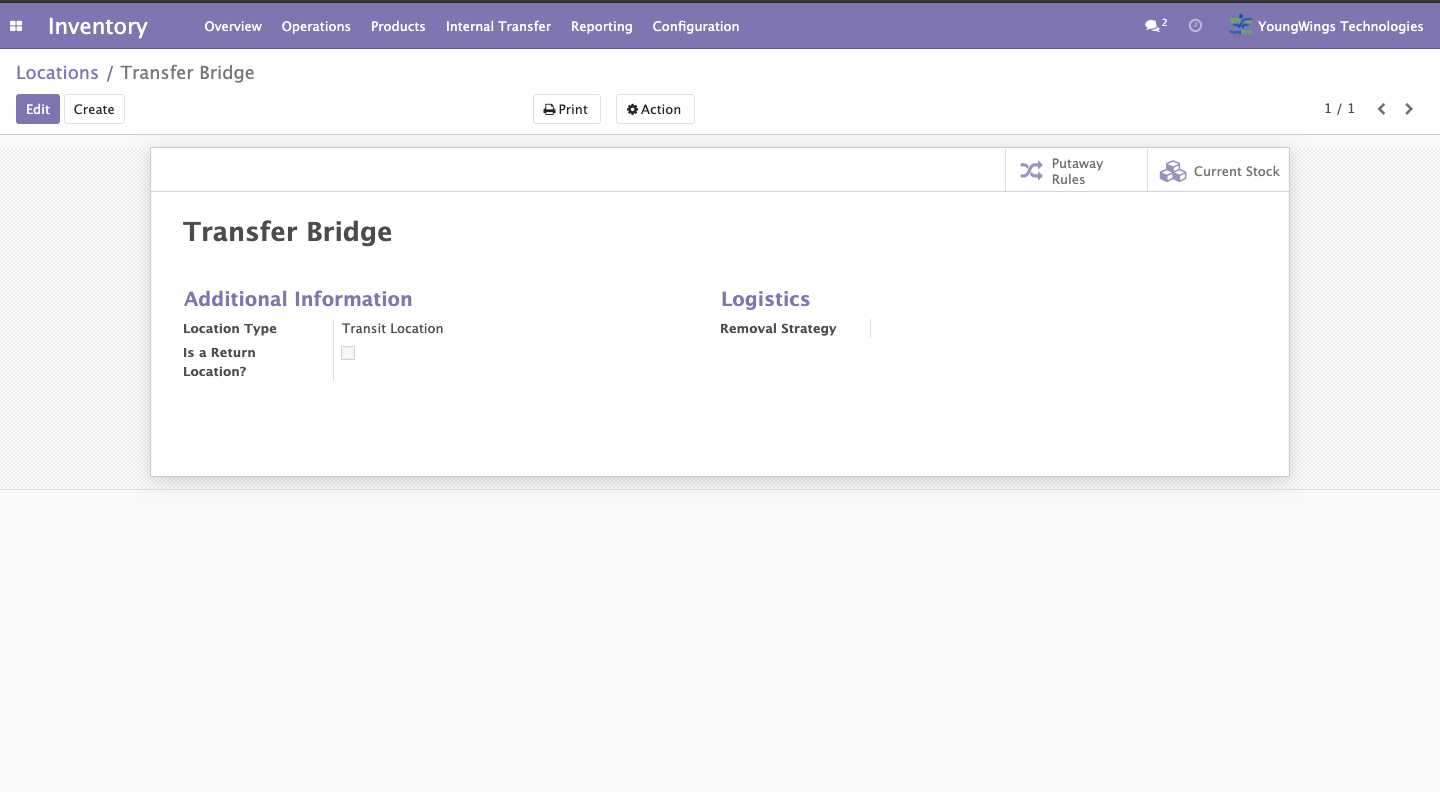 Inventory Overview Operations Products Internal Transfer Reporting Configuration 2 YoungWings Technologies
Locations / Transfer Bridge
Edit Create Print Action 1 / 1
Putaway Rules
Current Stock
Transfer Bridge
Additional Information
Location Type Transit Location
Is a Return Location?
Logistics
Removal Strategy